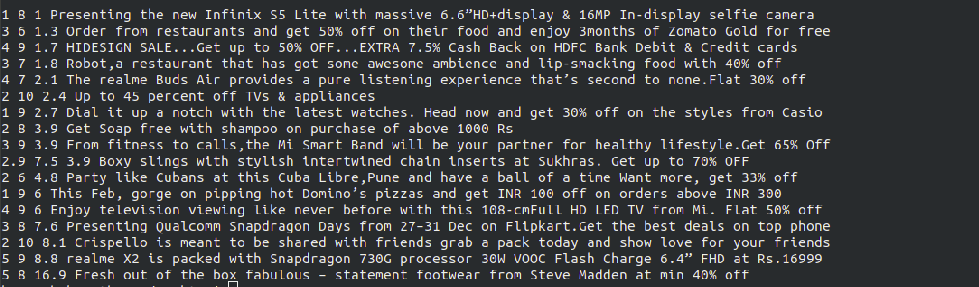 1 8 1 Presenting the new Infinix S5 Lite with massive 6.6”HD+display & 16MP In-display selfie camera
3 6 1.3 Order from restaurants and get 50% off on their food and enjoy 3months of Zomato Gold for free
4 9 1.7 HIDESIGN SALE...Get up to 50% OFF...EXTRA 7.5% Cash Back on HDFC Bank Debit & Credit cards
3 7 1.8 Robot,a restaurant that has got some awesome ambience and lip-smacking food with 40% off
4 7 2.1 The realme Buds Air provides a pure listening experience that’s second to none.Flat 30% off
2 10 2.4 Up to 45 percent off TVs & appliances
1 9 2.7 Dial it up a notch with the latest watches. Head now and get 30% off on the styles from Casio
2 8 3.9 Get Soap free with shampoo on purchase of above 1000 Rs
3 9 3.9 From fitness to calls,the Mi Smart Band will be your partner for healthy lifestyle.Get 65% Off
2.9 7.5 3.9 Boxy slings with stylish intertwined chain inserts at Sukhras. Get up to 70% OFF
2 6 4.8 Party like Cubans at this Cuba Libre,Pune and have a ball of a time Want more, get 33% off
1 9 6 This Feb, gorge on pipping hot Domino’s pizzas and get INR 100 off on orders above INR 300
4 9 6 Enjoy television viewing like never before with this 108-cmFull HD LED TV from Mi. Flat 50% off
3 8 7.6 Presenting Qualcomm Snapdragon Days from 27-31 Dec on Flipkart.Get the best deals on top phone
2 10 8.1 Crispello is meant to be shared with friends grab a pack today and show love for your friends
5 9 8.8 realme X2 is packed with Snapdragon 730G processor 30W VOOC Flash Charge 6.4” FHD at Rs.16999
5 8 16.9 Fresh out of the box fabulous – statement footwear from Steve Madden at min 40% off